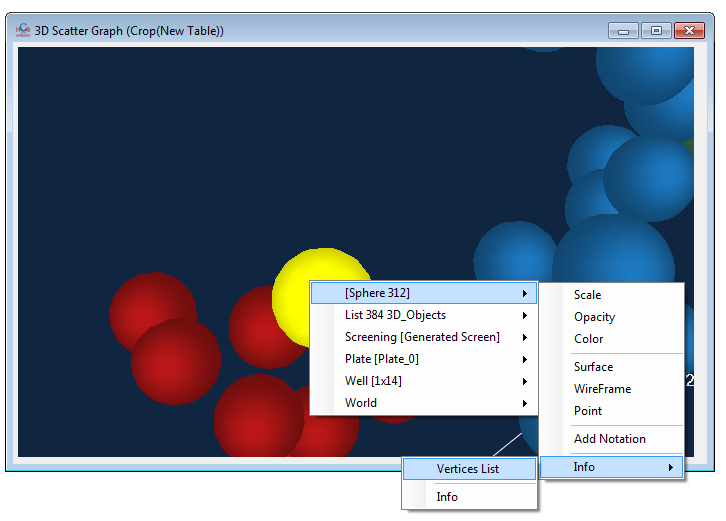 3D Scatter Graph (Crop(New Table))
[Sphere 312]
List 384 3D_Objects
Screening [Generated Screen]
Plate [Plate_0]
Well [1x14]
World
Scale
Opacity
Color
Surface
WireFrame
Point
Add Notation
Info
2
Vertices List
Info